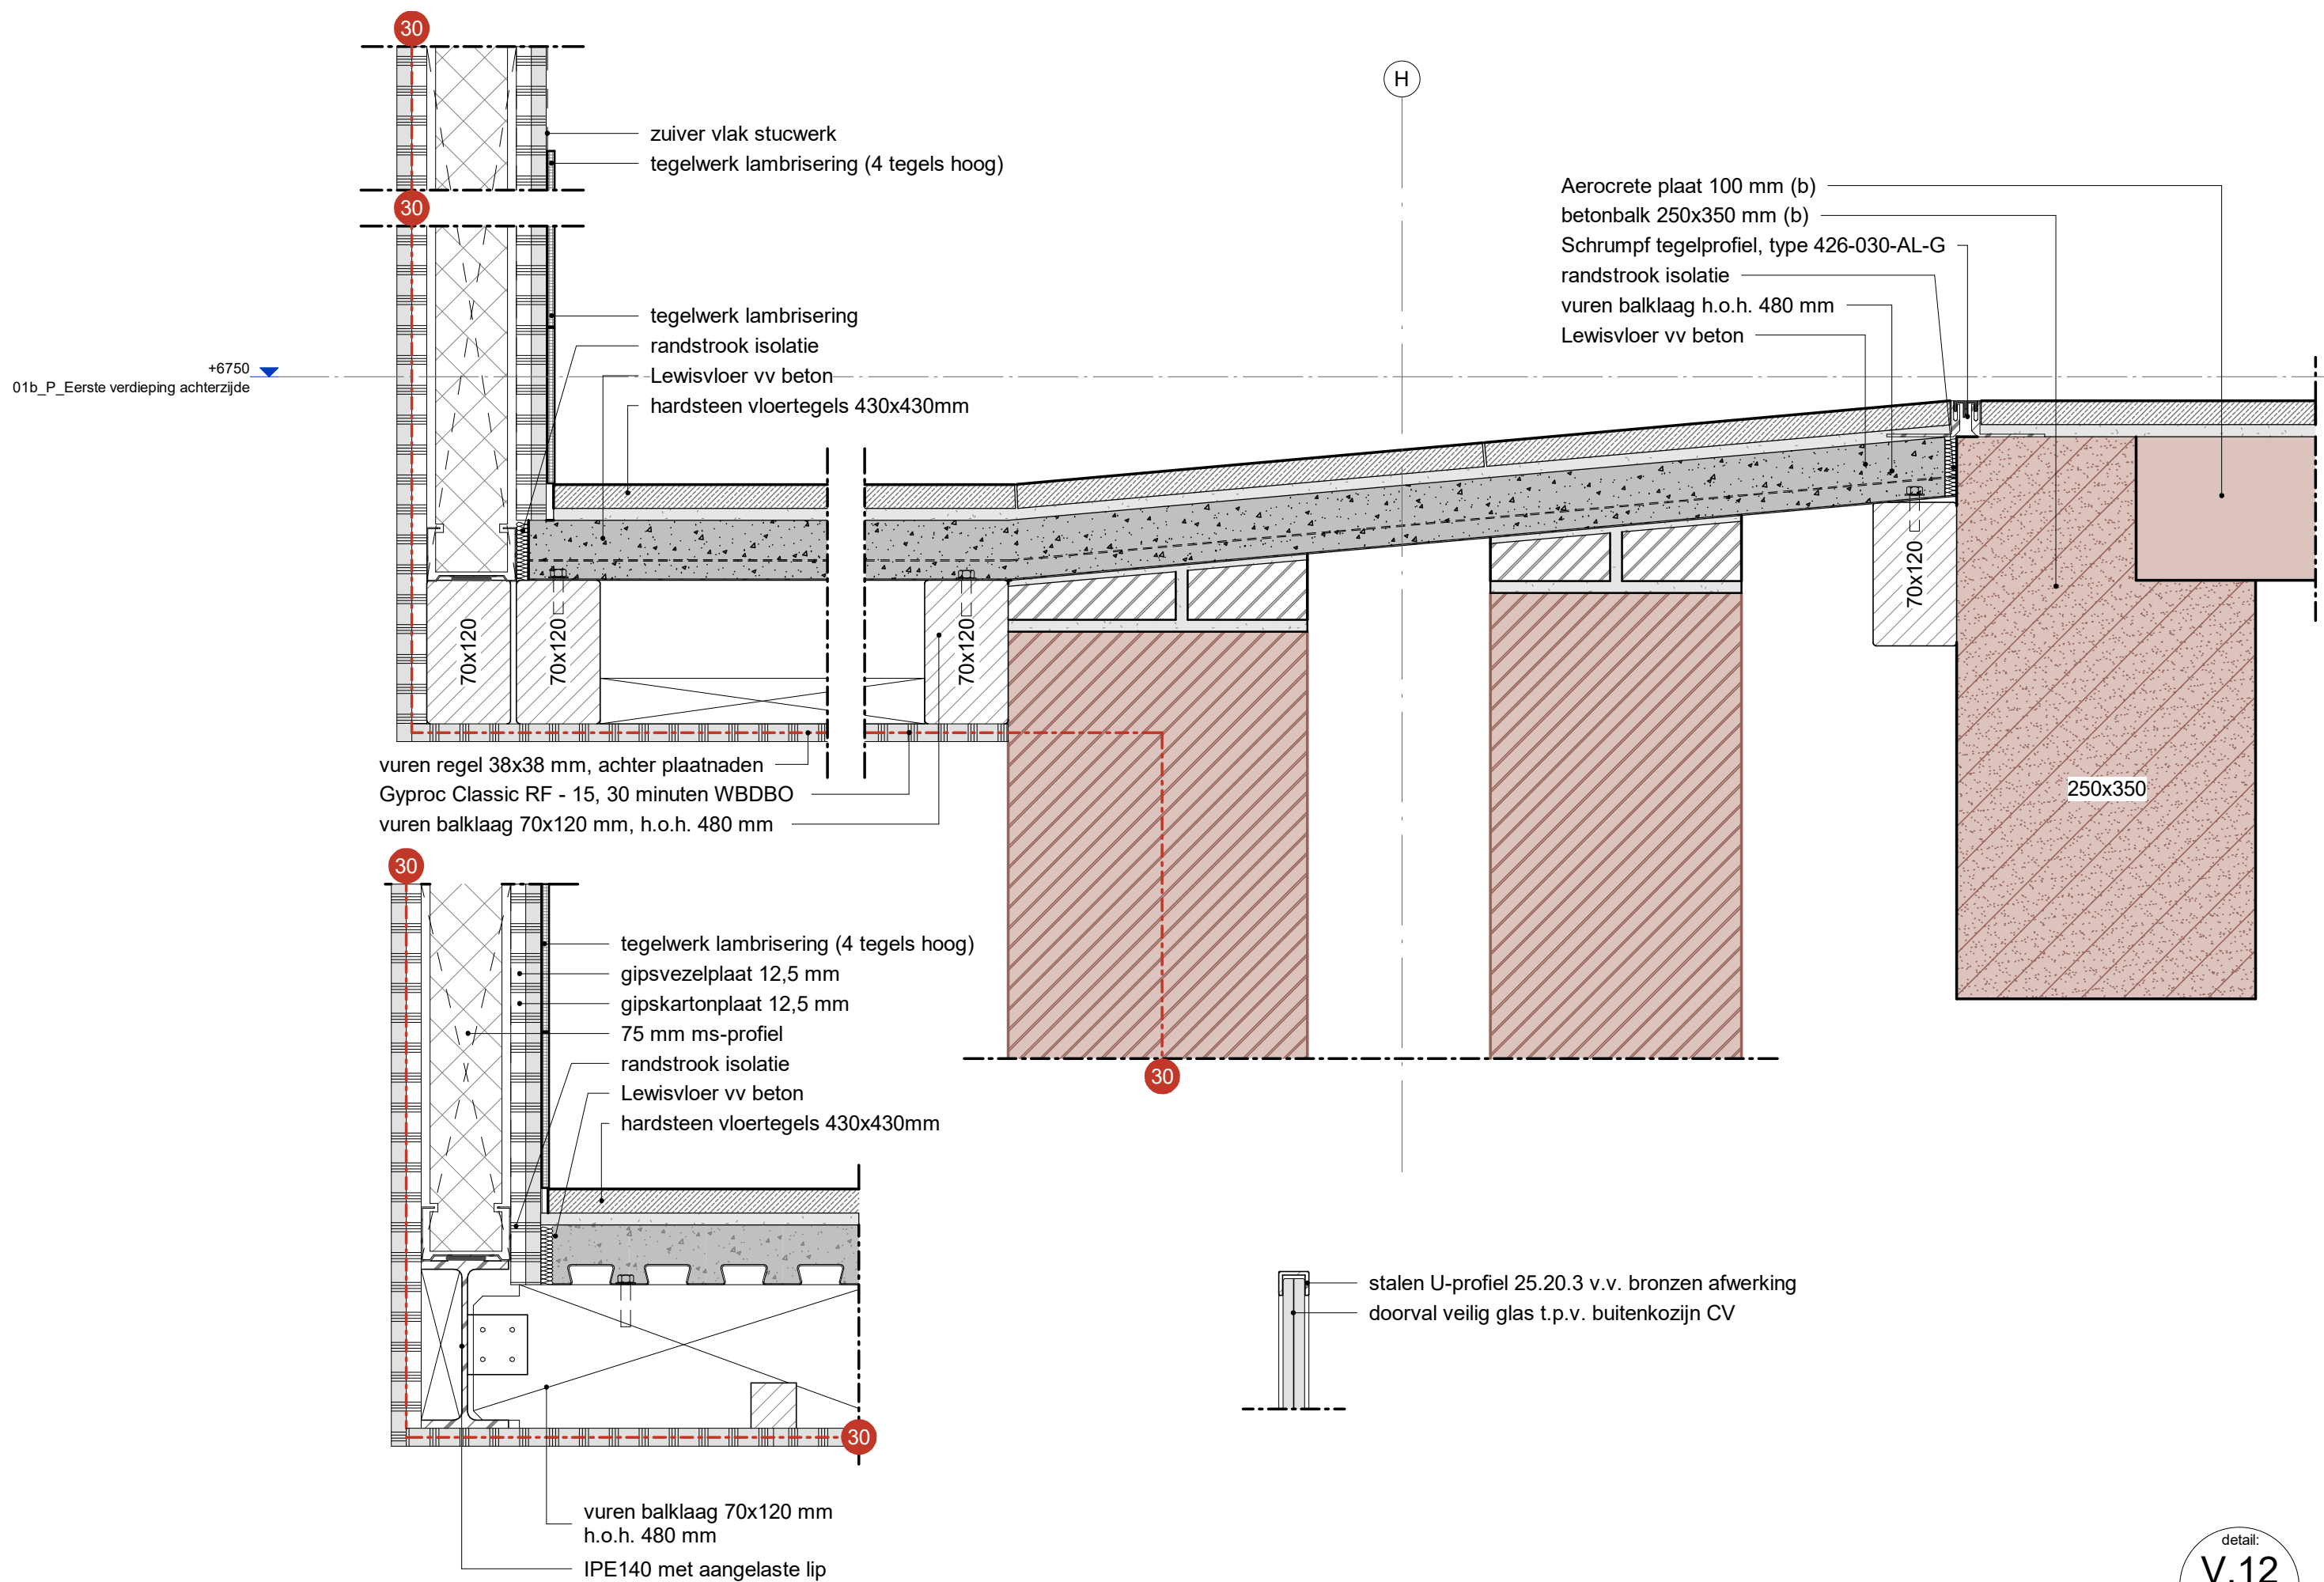 30
H
zuiver vlak stucwerk
tegelwerk lambrisering (4 tegels hoog)
30
Aerocrete plaat 100 mm (b)
betonbalk 250x350 mm (b)
Schrumpf tegelprofiel, type 426-030-AL-G
randstrook isolatie
vuren balklaag h.o.h. 480 mm
Lewisvloer vv beton
tegelwerk lambrisering
randstrook isolatie
Lewisvloer vv beton
hardsteen vloertegels 430x430mm
+6750
01b_P_Eerste verdieping achterzijde
70x120
70x120
70x120
70x120
250x350
vuren regel 38x38 mm, achter plaatnaden
Gyproc Classic RF - 15, 30 minuten WBDBO
vuren balklaag 70x120 mm, h.o.h. 480 mm
30
30
tegelwerk lambrisering (4 tegels hoog)
gipsvezelplaat 12,5 mm
gipskartonplaat 12,5 mm
75 mm ms-profiel
randstrook isolatie
Lewisvloer vv beton
hardsteen vloertegels 430x430mm
stalen U-profiel 25.20.3 v.v. bronzen afwerking
doorval veilig glas t.p.v. buitenkozijn CV
30
vuren balklaag 70x120 mm
h.o.h. 480 mm
IPE140 met aangelaste lip
detail:
V.12